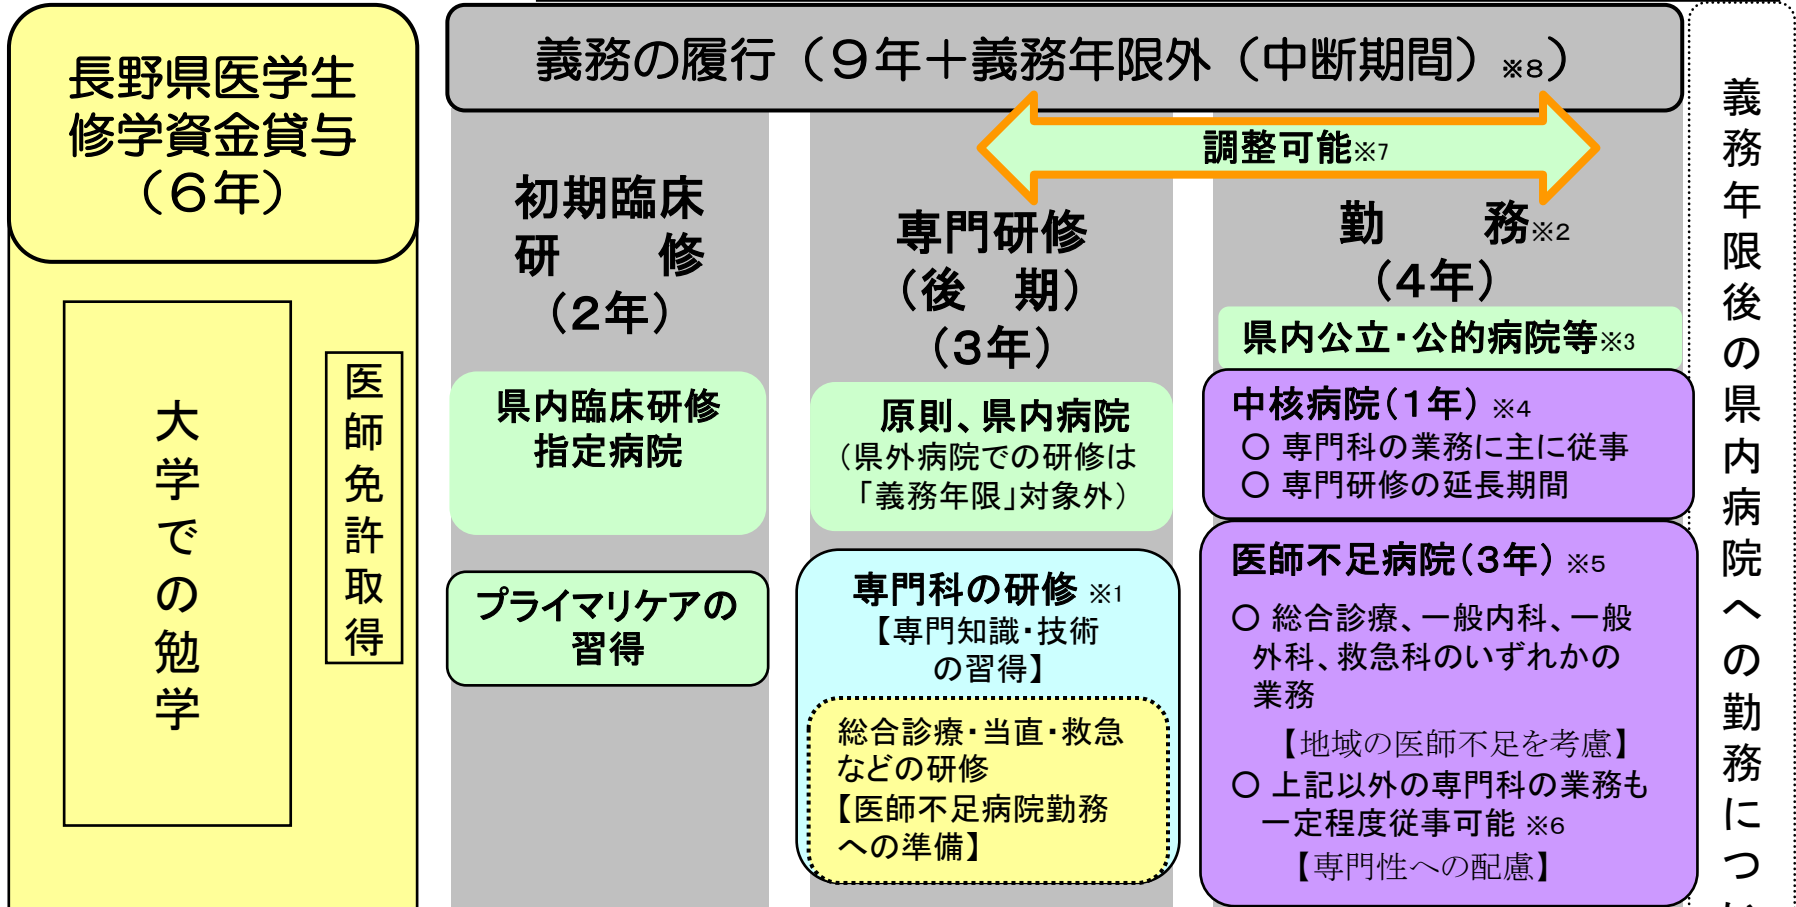 長野県医学生
修学資金貸与
（６年）
大学での勉学
医師免許取得
義務の履行（９年＋義務年限外（中断期間）※8）
調整可能※7
初期臨床
研　　修
（２年）
県内臨床研修
指定病院
プライマリケアの
習得
専門研修
（後　期）
（３年）
原則、県内病院
（県外病院での研修は
「義務年限」対象外）
専門科の研修 ※1
【専門知識・技術
の習得】
総合診療・当直・救急
などの研修
【医師不足病院勤務
への準備】
勤　　務※2
（４年）
県内公立・公的病院等※3
中核病院（１年） ※4
○ 専門科の業務に主に従事
○ 専門研修の延長期間
医師不足病院（３年） ※5
○ 総合診療、一般内科、一般
外科、救急科のいずれかの
業務
【地域の医師不足を考慮】
○ 上記以外の専門科の業務も
一定程度従事可能 ※6
【専門性への配慮】
義務年限後の県内病院への勤務につ